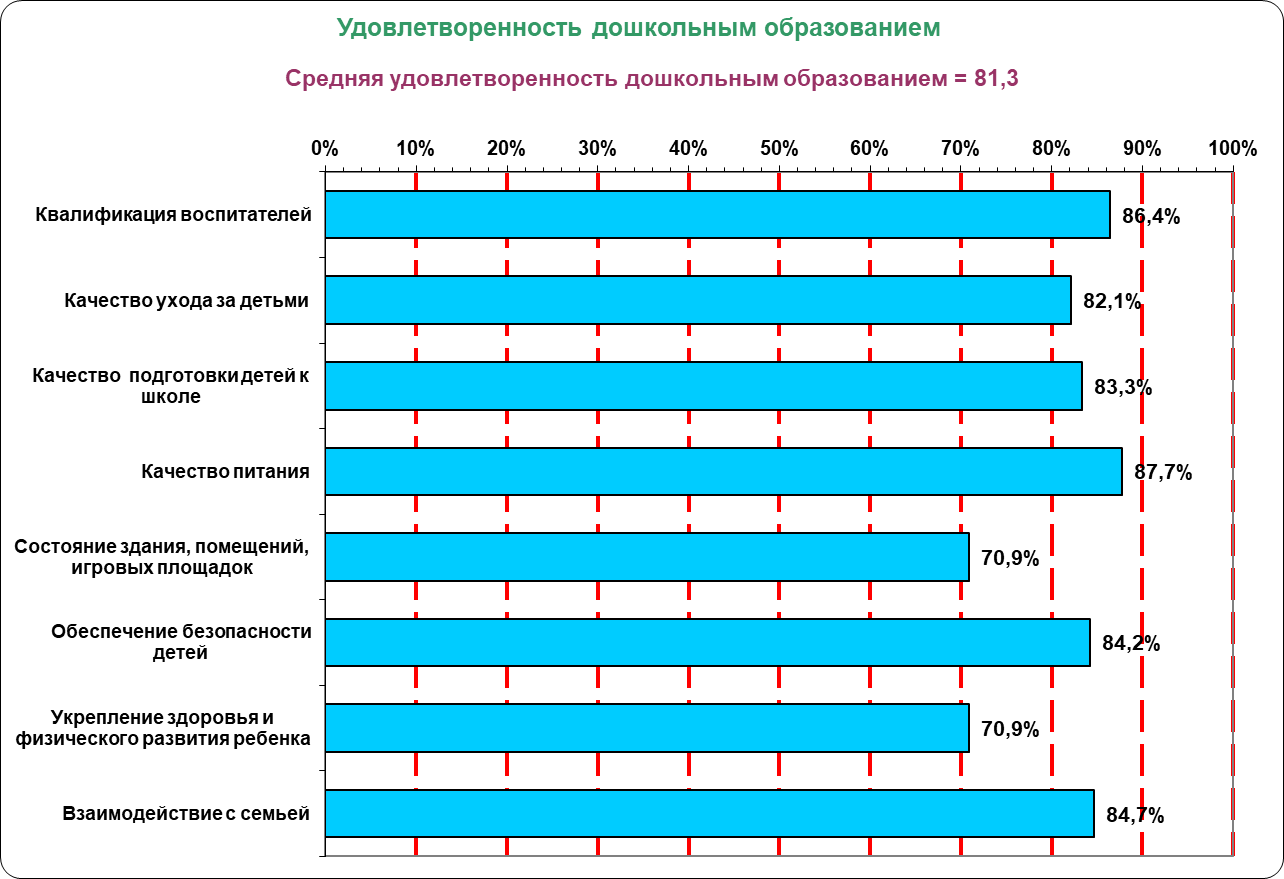 Удовлетворенность дошкольным образованием
Средняя удовлетворенность дошкольным образованием = 81,3
0% 10% 20% 30% 40% 50% 60% 70% 80% 90% 100%
Квалификация воспитателей 86,4%
Качество ухода за детьми 82,1%
Качество подготовки детей к
школе 83,3%
Качество питания 87,7%
Состояние здания, помещений,
игровых площадок 70,9%
Обеспечение безопасности
детей 84,2%
Укрепление здоровья и
физического развития ребенка 70,9%
Взаимодействие с семьей 84,7%